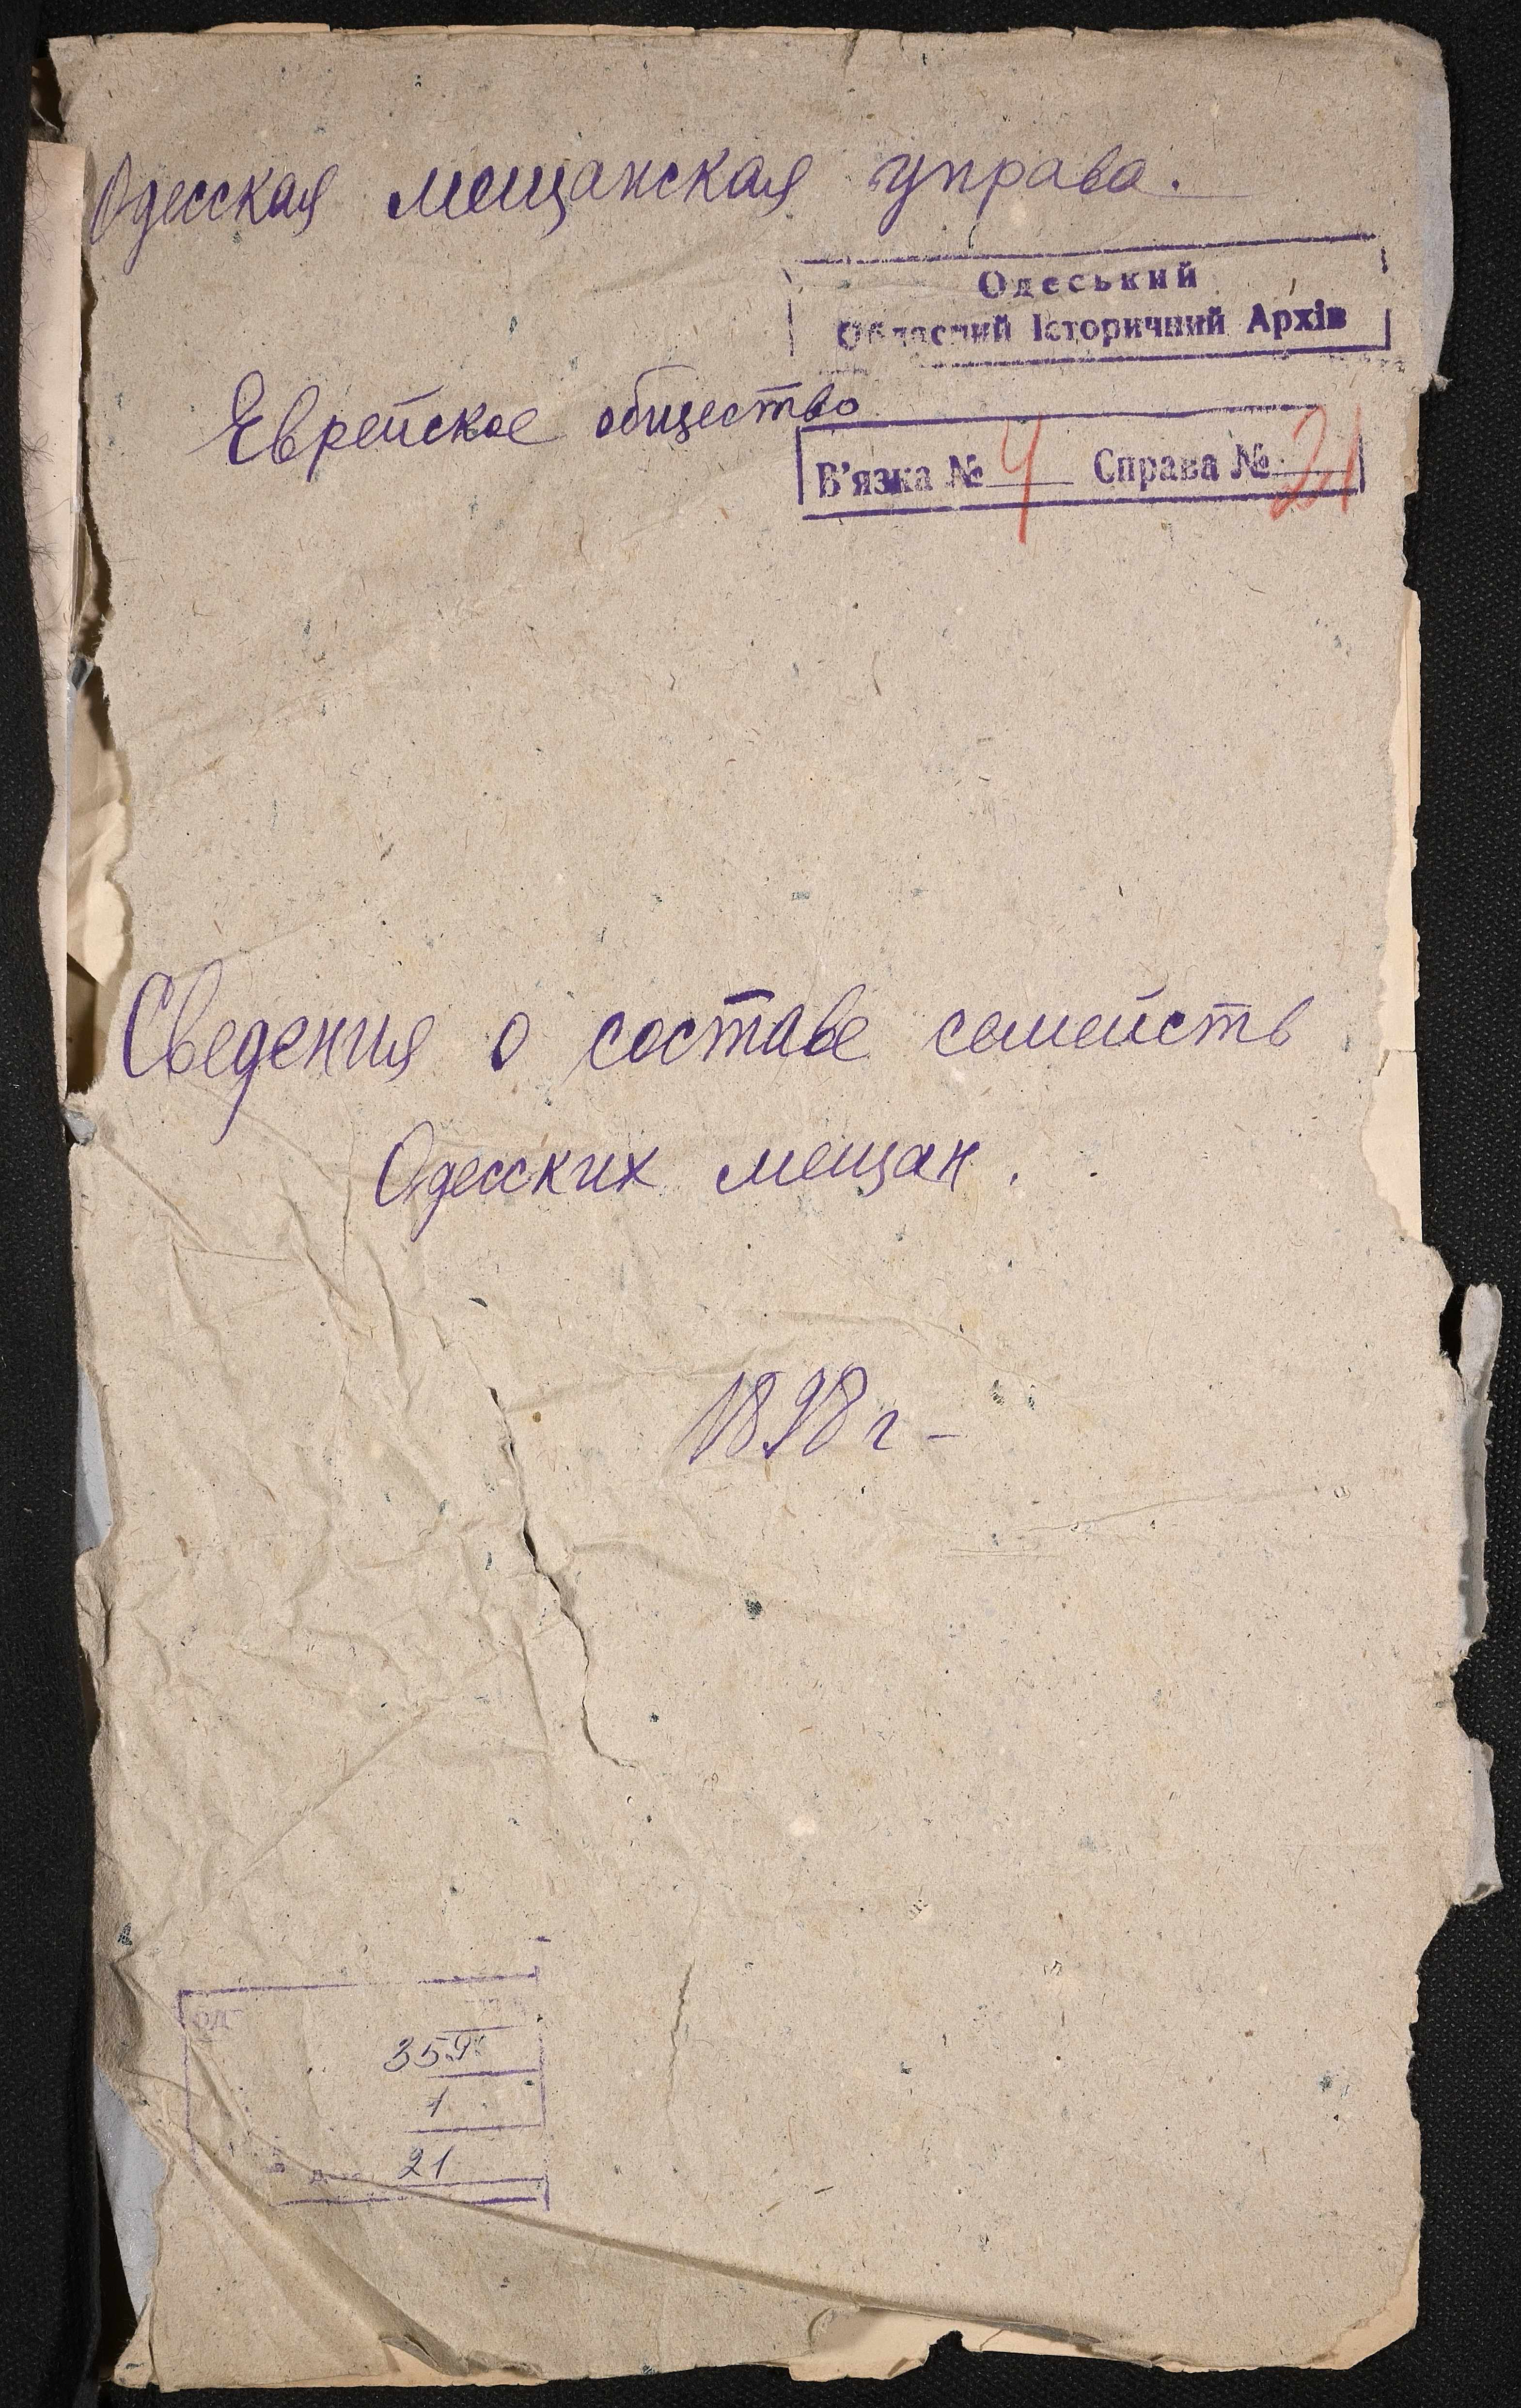 Одесская мещанская управа.
Одеський
Обласний Історичний Архів
Еврейское общество
В'язка № 4 Справа № 21
Сведения о составе семейств
Одесских мещан.
1898 г-
359
1
21